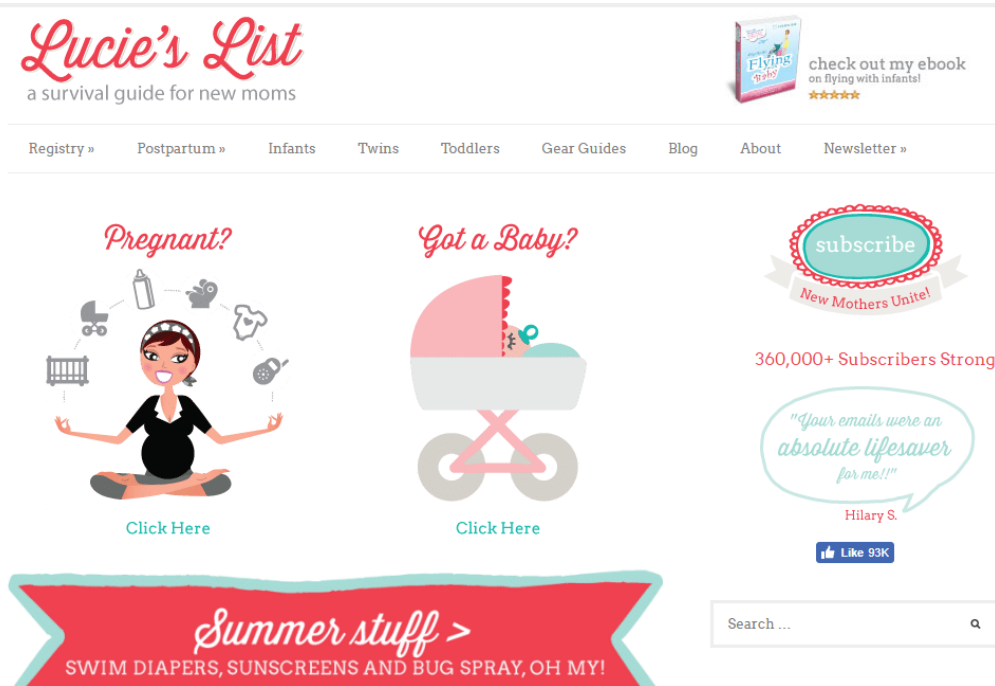 Lucie's List
a survival guide for new moms
Flying
Baby
check out my ebook
on flying with infants!
Registry »
Postpartum »
Infants
Twins
Toddlers
Gear Guides
Blog
About
Newsletter »
Pregnant?
Got a Baby?
subscribe
New Mothers Unite!
360,000+ Subscribers Strong
"Your emails were an
absolute lifesaver
for me!!"
Hilary S.
Click Here
Click Here
Like 93K
Summer stuff >
SWIM DIAPERS, SUNSCREENS AND BUG SPRAY, OH MY!
Search ...